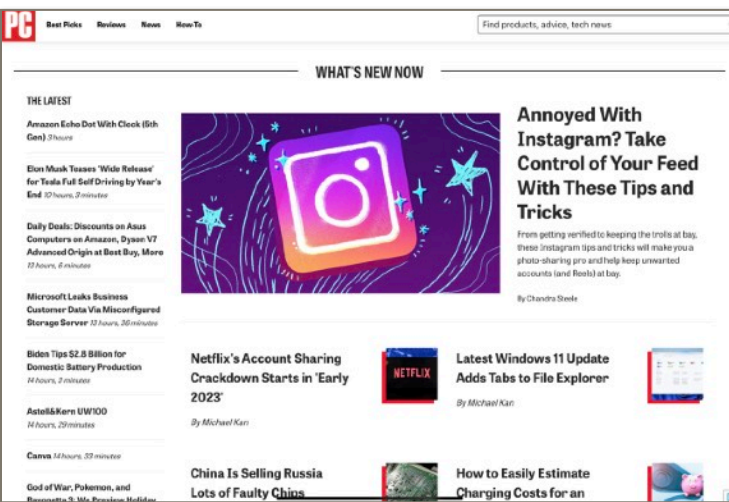 PC
Best Picks Reviews News How-To
Find products, advice, tech news
WHAT'S NEW NOW
THE LATEST
Amazon Echo Dot With Clock (5th
Gen) 3 hours
Elon Musk Teases 'Wide Release'
for Tesla Full Self Driving by Year's
End 10 hours, 3 minutes
Daily Deals: Discounts on Asus
Computers on Amazon, Dyson V7
Advanced Origin at Best Buy, More
13 hours, 6 minutes
Microsoft Leaks Business
Customer Data Via Misconfigured
Storage Server 13 hours, 36 minutes
Biden Tips $2.8 Billion for
Domestic Battery Production
14 hours, 2 minutes
Astell&Kern UW100
14 hours, 29 minutes
Canva 14 hours, 33 minutes
God of War, Pokemon, and
Bayonetta 3: We Preview Holiday
Annoyed With
Instagram? Take
Control of Your Feed
With These Tips and
Tricks
From getting verified to keeping the trolls at bay,
these Instagram tips and tricks will make you a
photo-sharing pro and help keep unwanted
accounts (and Reels) at bay.
By Chandra Steele
Netflix's Account Sharing
Crackdown Starts in 'Early
2023'
By Michael Kan
NETFLIX
Latest Windows 11 Update
Adds Tabs to File Explorer
By Michael Kan
China Is Selling Russia
Lots of Faulty Chips
How to Easily Estimate
Charging Costs for an